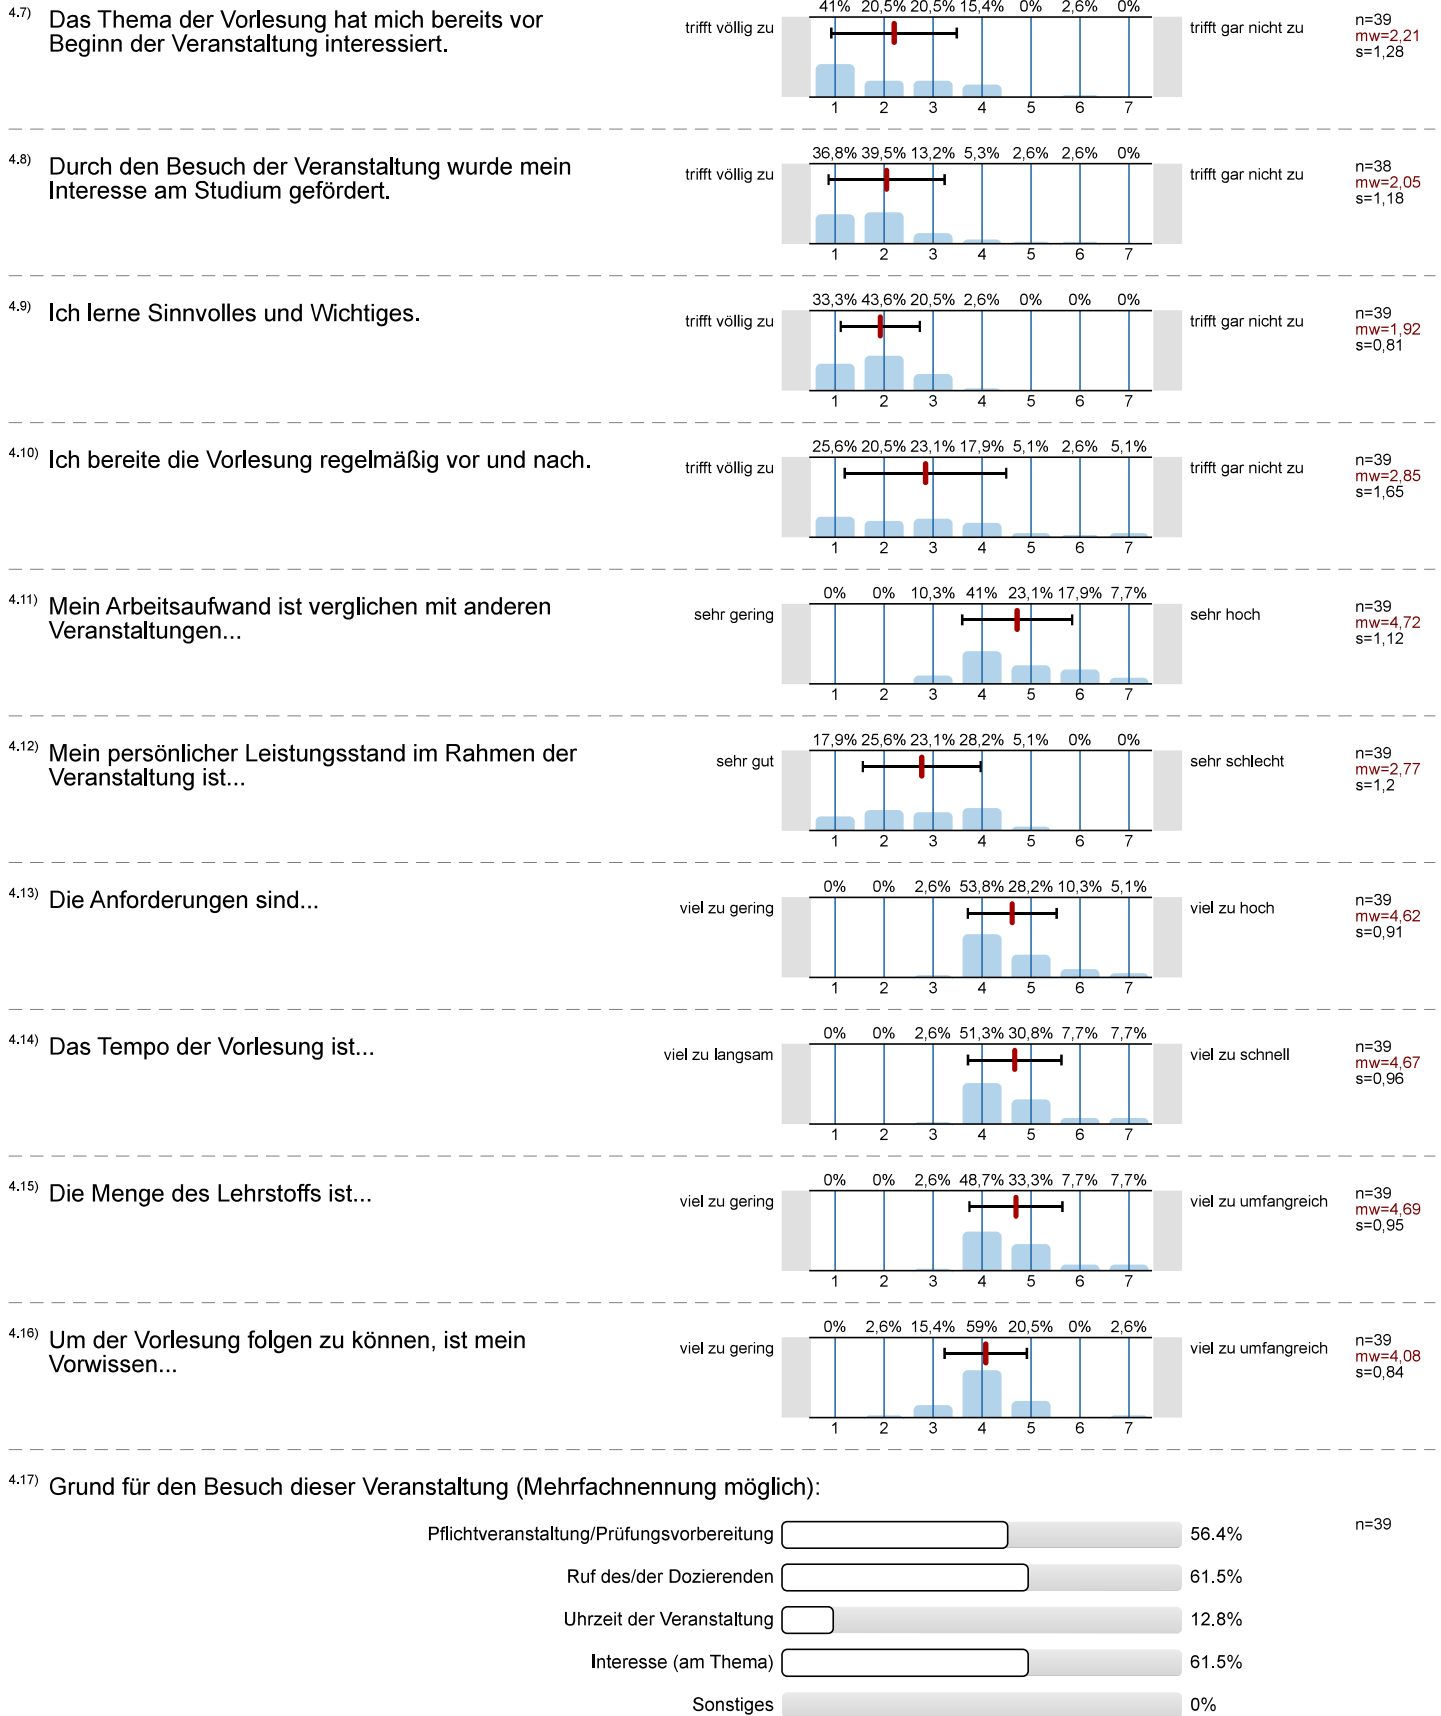 4.7) Das Thema der Vorlesung hat mich bereits vor
Beginn der Veranstaltung interessiert.
trifft völlig zu
41% 20,5% 20,5% 15,4% 0% 2,6% 0%
1 2 3 4 5 6 7
trifft gar nicht zu
n=39
mw=2,21
s=1,28
4.8) Durch den Besuch der Veranstaltung wurde mein
Interesse am Studium gefördert.
trifft völlig zu
36,8% 39,5% 13,2% 5,3% 2,6% 2,6% 0%
1 2 3 4 5 6 7
trifft gar nicht zu
n=38
mw=2,05
s=1,18
4.9) Ich lerne Sinnvolles und Wichtiges.
trifft völlig zu
33,3% 43,6% 20,5% 2,6% 0% 0% 0%
1 2 3 4 5 6 7
trifft gar nicht zu
n=39
mw=1,92
s=0,81
4.10) Ich bereite die Vorlesung regelmäßig vor und nach.
trifft völlig zu
25,6% 20,5% 23,1% 17,9% 5,1% 2,6% 5,1%
1 2 3 4 5 6 7
trifft gar nicht zu
n=39
mw=2,85
s=1,65
4.11) Mein Arbeitsaufwand ist verglichen mit anderen
Veranstaltungen...
sehr gering
0% 0% 10,3% 41% 23,1% 17,9% 7,7%
1 2 3 4 5 6 7
sehr hoch
n=39
mw=4,72
s=1,12
4.12) Mein persönlicher Leistungsstand im Rahmen der
Veranstaltung ist...
sehr gut
17,9% 25,6% 23,1% 28,2% 5,1% 0% 0%
1 2 3 4 5 6 7
sehr schlecht
n=39
mw=2,77
s=1,2
4.13) Die Anforderungen sind...
viel zu gering
0% 0% 2,6% 53,8% 28,2% 10,3% 5,1%
1 2 3 4 5 6 7
viel zu hoch
n=39
mw=4,62
s=0,91
4.14) Das Tempo der Vorlesung ist...
viel zu langsam
0% 0% 2,6% 51,3% 30,8% 7,7% 7,7%
1 2 3 4 5 6 7
viel zu schnell
n=39
mw=4,67
s=0,96
4.15) Die Menge des Lehrstoffs ist...
viel zu gering
0% 0% 2,6% 48,7% 33,3% 7,7% 7,7%
1 2 3 4 5 6 7
viel zu umfangreich
n=39
mw=4,69
s=0,95
4.16) Um der Vorlesung folgen zu können, ist mein
Vorwissen...
viel zu gering
0% 2,6% 15,4% 59% 20,5% 0% 2,6%
1 2 3 4 5 6 7
viel zu umfangreich
n=39
mw=4,08
s=0,84
4.17) Grund für den Besuch dieser Veranstaltung (Mehrfachnennung möglich):
Pflichtveranstaltung/Prüfungsvorbereitung 56.4% n=39
Ruf des/der Dozierenden 61.5%
Uhrzeit der Veranstaltung 12.8%
Interesse (am Thema) 61.5%
Sonstiges 0%